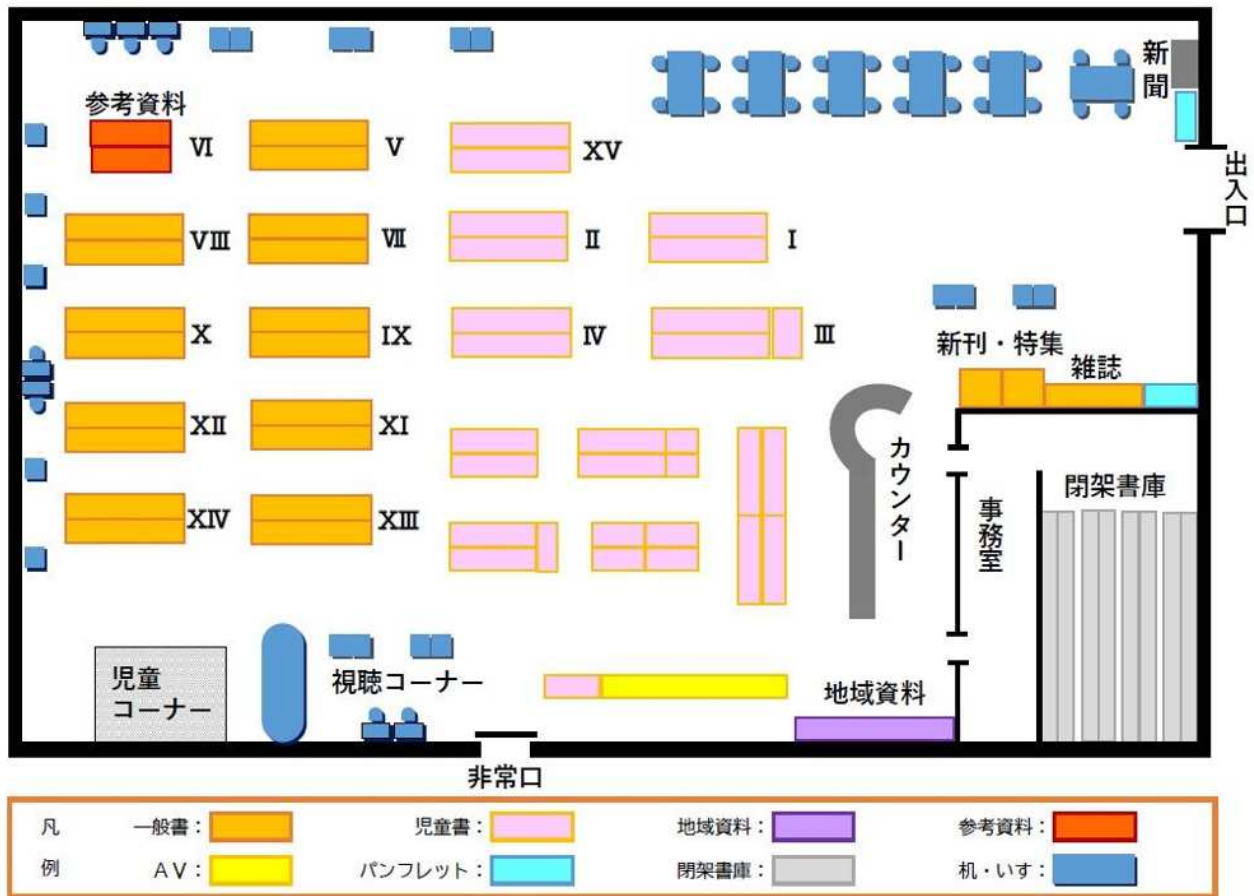 新聞
参考資料
VI
V
XV
出入口
VIII
VII
II
I
X
IX
IV
III
新刊・特集
雑誌
XII
XI
カウンター
閉架書庫
事務室
XIV
XIII
児童
コーナー
視聴コーナー
地域資料
非常口
凡 一般書： 児童書： 地域資料： 参考資料：
例 AV： パンフレット： 閉架書庫： 机・いす：